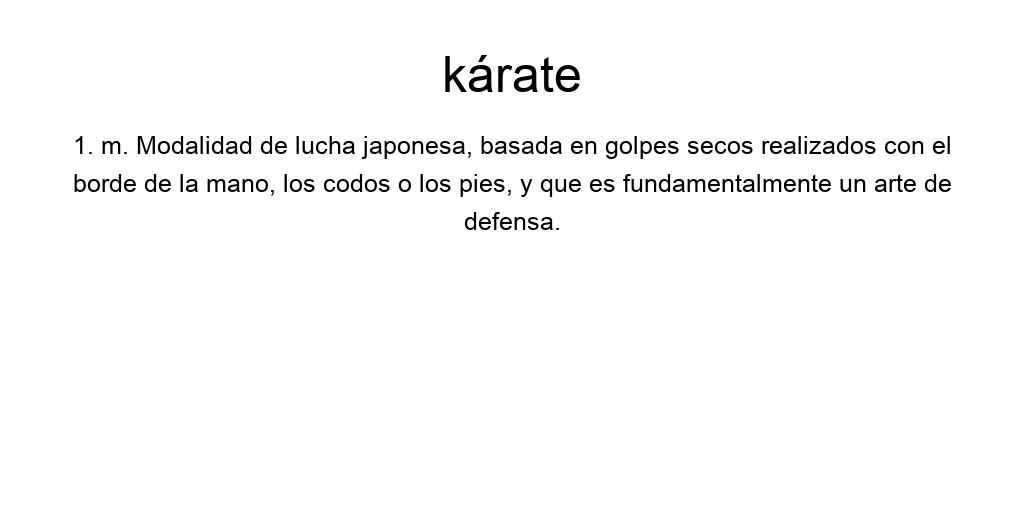 kárate
1. m. Modalidad de lucha japonesa, basada en golpes secos realizados con el
borde de la mano, los codos o los pies, y que es fundamentalmente un arte de
defensa.